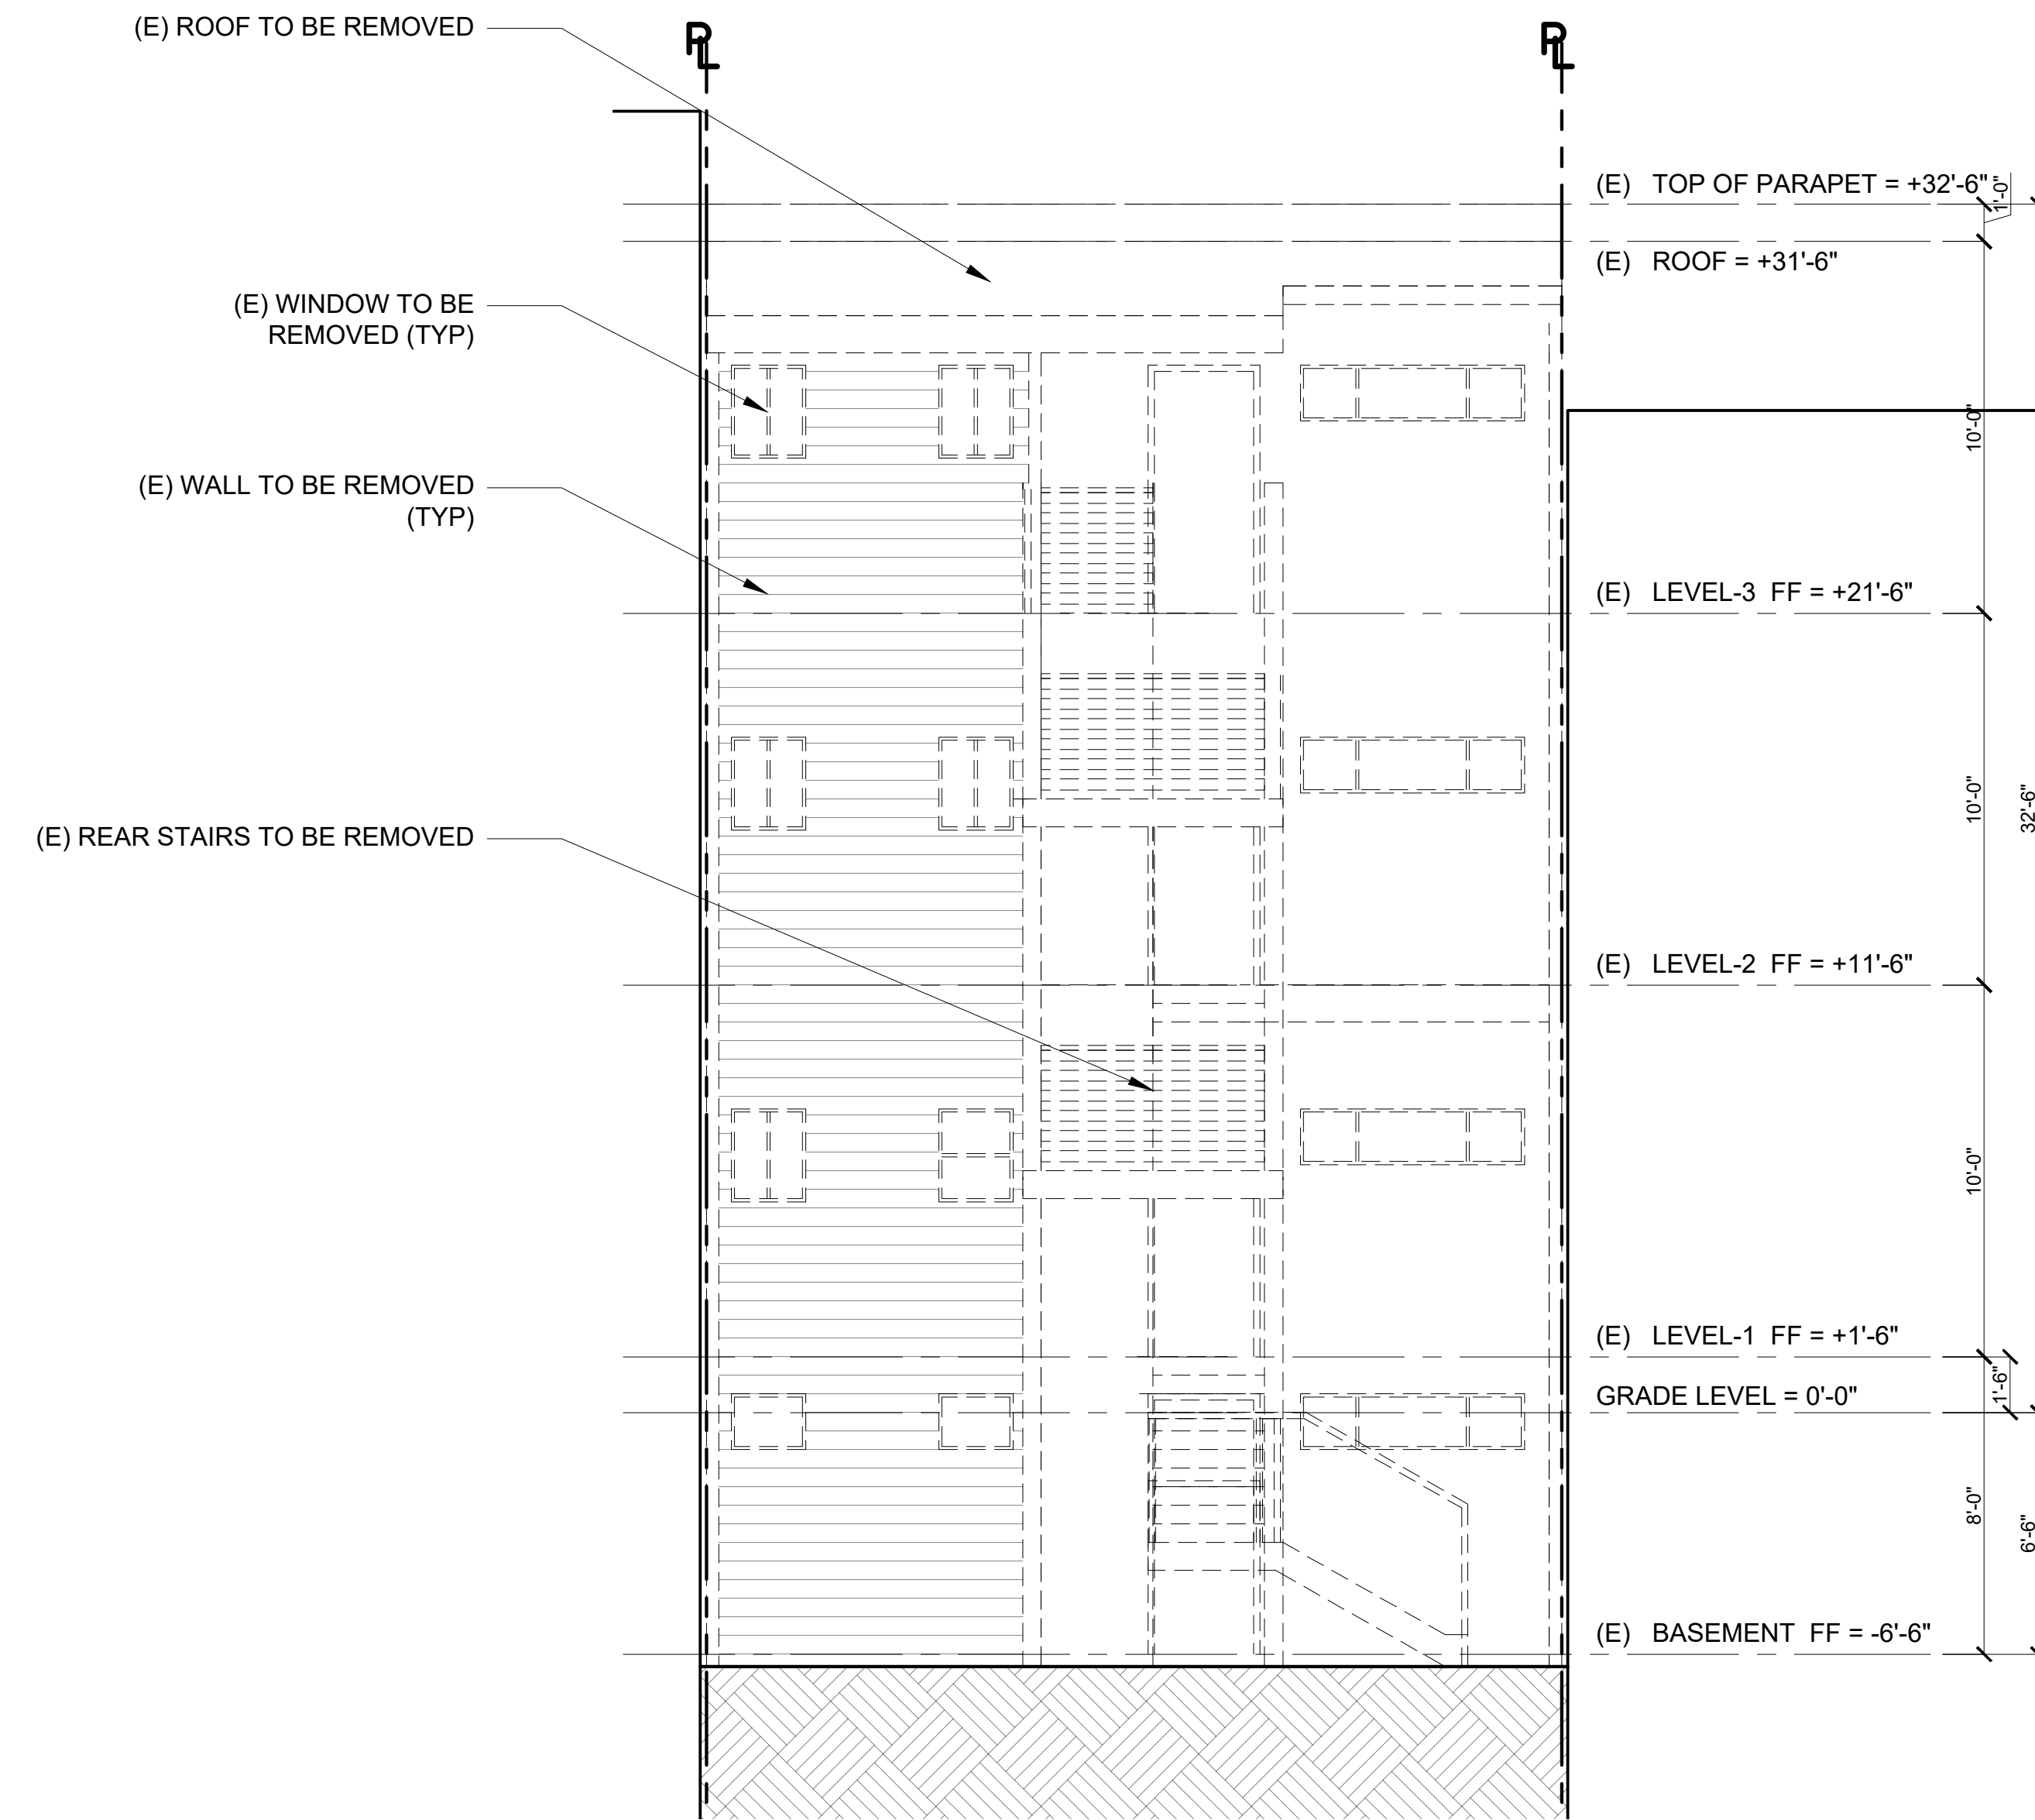 (E) ROOF TO BE REMOVED
PL
PL
(E) TOP OF PARAPET = +32'-6"
1'-0"
(E) ROOF = +31'-6"
(E) WINDOW TO BE
REMOVED (TYP)
10'-0"
(E) WALL TO BE REMOVED
(TYP)
(E) LEVEL-3 FF = +21'-6"
10'-0"
32'-6"
(E) REAR STAIRS TO BE REMOVED
(E) LEVEL-2 FF = +11'-6"
10'-0"
(E) LEVEL-1 FF = +1'-6"
1'-6"
GRADE LEVEL = 0'-0"
8'-0"
6'-6"
(E) BASEMENT FF = -6'-6"